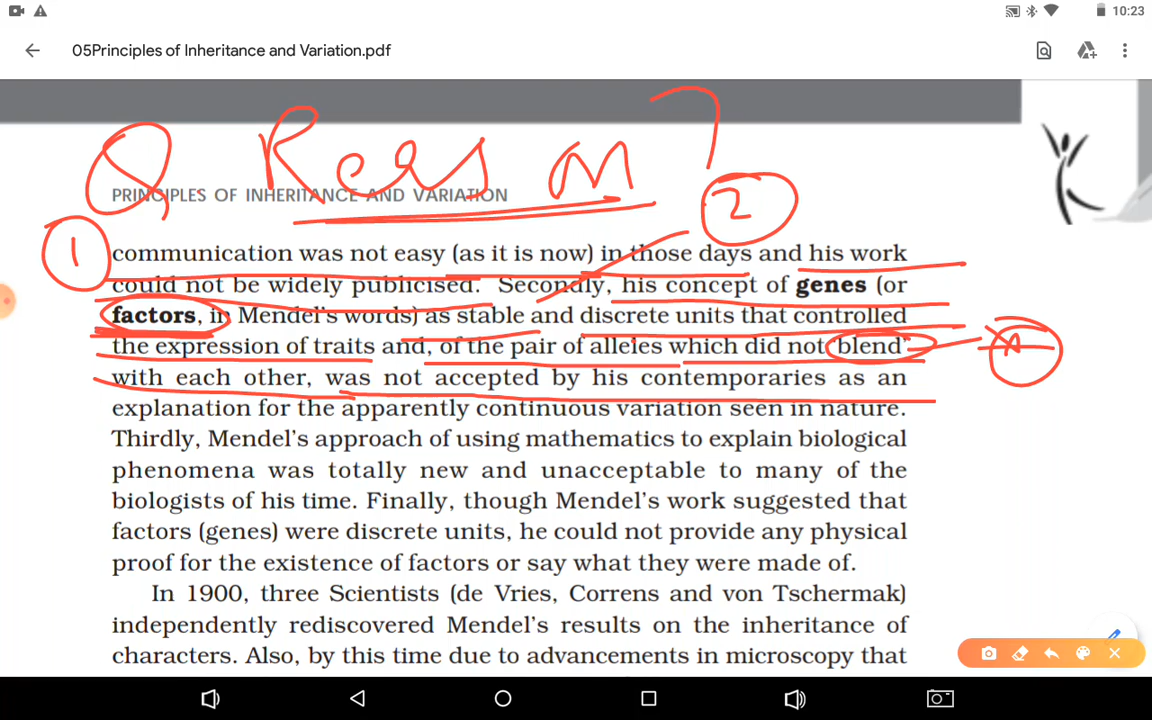 10:23
05Principles of Inheritance and Variation.pdf
Q Reason ?
PRINCIPLES OF INHERITANCE AND VARIATION
2
1
communication was not easy (as it is now) in those days and his work
could not be widely publicised. Secondly, his concept of genes (or
factors, in Mendel's words) as stable and discrete units that controlled
the expression of traits and, of the pair of alleles which did not 'blend'
with each other, was not accepted by his contemporaries as an
explanation for the apparently continuous variation seen in nature.
Thirdly, Mendel's approach of using mathematics to explain biological
phenomena was totally new and unacceptable to many of the
biologists of his time. Finally, though Mendel's work suggested that
factors (genes) were discrete units, he could not provide any physical
proof for the existence of factors or say what they were made of.
In 1900, three Scientists (de Vries, Correns and von Tschermak)
independently rediscovered Mendel's results on the inheritance of
characters. Also, by this time due to advancements in microscopy that